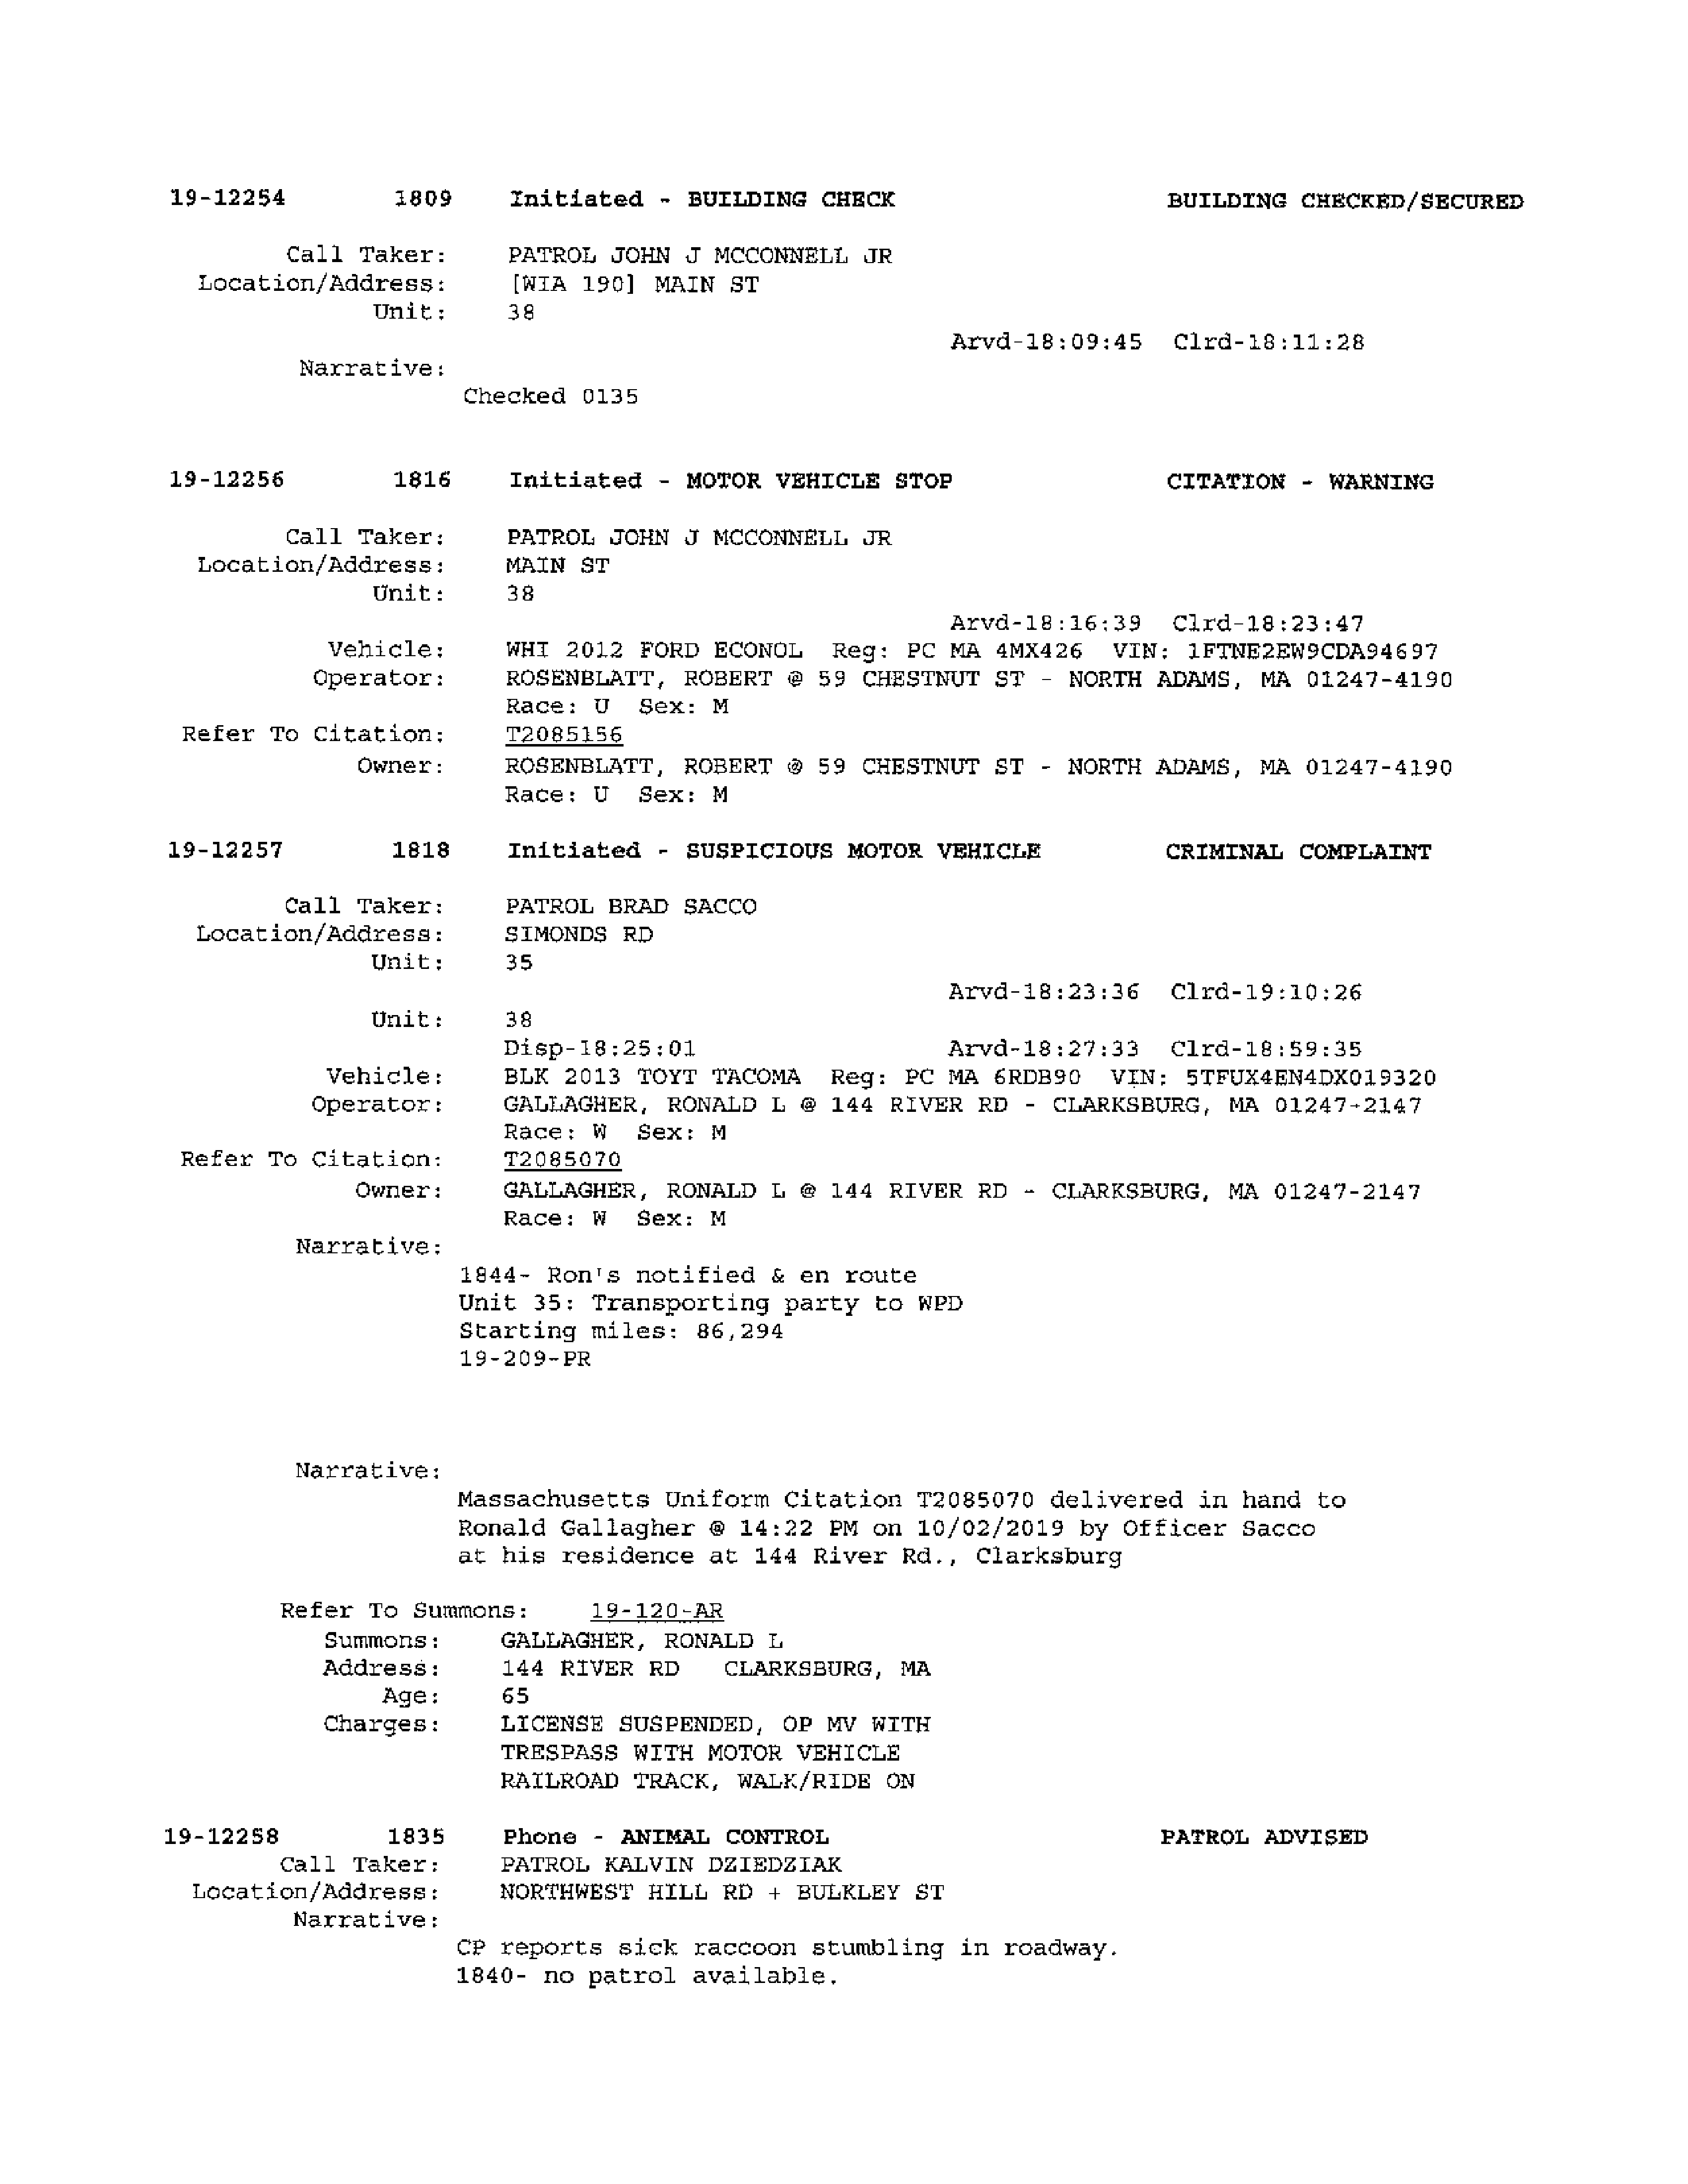 19-12254 1809 Initiated - BUILDING CHECK BUILDING CHECKED/SECURED
Call Taker: PATROL JOHN J MCCONNELL JR
Location/Address: [WIA 190] MAIN ST
Unit: 38
Arvd-18:09:45 Clrd-18:11:28
Narrative:
Checked 0135
19-12256 1816 Initiated - MOTOR VEHICLE STOP CITATION - WARNING
Call Taker: PATROL JOHN J MCCONNELL JR
Location/Address: MAIN ST
Unit: 38
Arvd-18:16:39 Clrd-18:23:47
Vehicle: WHI 2012 FORD ECONOL Reg: PC MA 4MX426 VIN: 1FTNE2EW9CDA94697
Operator: ROSENBLATT, ROBERT @ 59 CHESTNUT ST - NORTH ADAMS, MA 01247-4190
Race: U Sex: M
Refer To Citation: T2085156
Owner: ROSENBLATT, ROBERT @ 59 CHESTNUT ST - NORTH ADAMS, MA 01247-4190
Race: U Sex: M
19-12257 1818 Initiated - SUSPICIOUS MOTOR VEHICLE CRIMINAL COMPLAINT
Call Taker: PATROL BRAD SACCO
Location/Address: SIMONDS RD
Unit: 35
Arvd-18:23:36 Clrd-19:10:26
Unit: 38
Disp-18:25:01 Arvd-18:27:33 Clrd-18:59:35
Vehicle: BLK 2013 TOYT TACOMA Reg: PC MA 6RDB90 VIN: 5TFUX4EN4DX019320
Operator: GALLAGHER, RONALD L @ 144 RIVER RD - CLARKSBURG, MA 01247-2147
Race: W Sex: M
Refer To Citation: T2085070
Owner: GALLAGHER, RONALD L @ 144 RIVER RD - CLARKSBURG, MA 01247-2147
Race: W Sex: M
Narrative:
1844- Ron's notified & en route
Unit 35: Transporting party to WPD
Starting miles: 86,294
19-209-PR
Narrative:
Massachusetts Uniform Citation T2085070 delivered in hand to
Ronald Gallagher @ 14:22 PM on 10/02/2019 by Officer Sacco
at his residence at 144 River Rd., Clarksburg
Refer To Summons: 19-120-AR
Summons: GALLAGHER, RONALD L
Address: 144 RIVER RD CLARKSBURG, MA
Age: 65
Charges: LICENSE SUSPENDED, OP MV WITH
TRESPASS WITH MOTOR VEHICLE
RAILROAD TRACK, WALK/RIDE ON
19-12258 1835 Phone - ANIMAL CONTROL PATROL ADVISED
Call Taker: PATROL KALVIN DZIEDZIAK
Location/Address: NORTHWEST HILL RD + BULKLEY ST
Narrative:
CP reports sick raccoon stumbling in roadway.
1840- no patrol available.